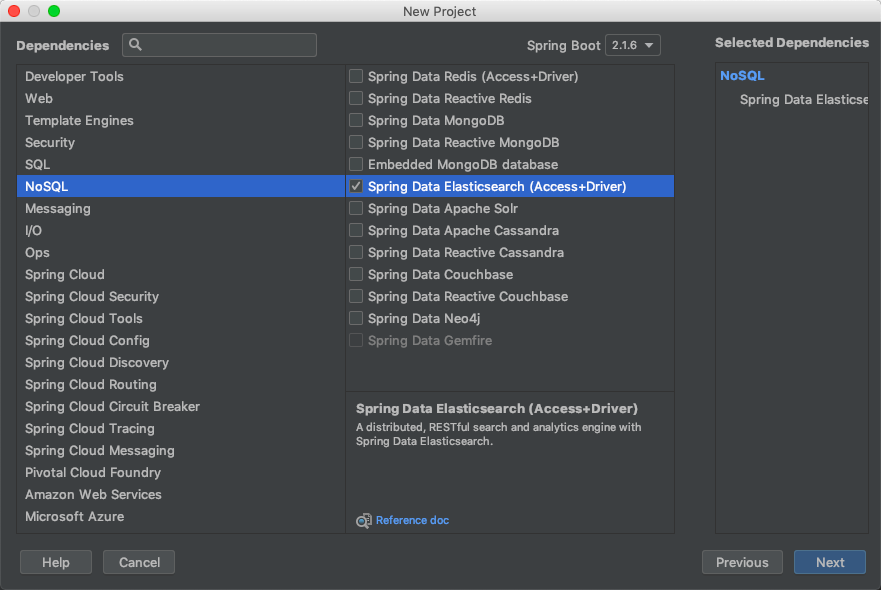 New Project
Dependencies
Spring Boot 2.1.6
Selected Dependencies
Developer Tools
Web
Template Engines
Security
SQL
NoSQL
Messaging
I/O
Ops
Spring Cloud
Spring Cloud Security
Spring Cloud Tools
Spring Cloud Config
Spring Cloud Discovery
Spring Cloud Routing
Spring Cloud Circuit Breaker
Spring Cloud Tracing
Spring Cloud Messaging
Pivotal Cloud Foundry
Amazon Web Services
Microsoft Azure
Spring Data Redis (Access+Driver)
Spring Data Reactive Redis
Spring Data MongoDB
Spring Data Reactive MongoDB
Embedded MongoDB database
Spring Data Elasticsearch (Access+Driver)
Spring Data Apache Solr
Spring Data Apache Cassandra
Spring Data Reactive Cassandra
Spring Data Couchbase
Spring Data Reactive Couchbase
Spring Data Neo4j
Spring Data Gemfire
Spring Data Elasticsearch (Access+Driver)
A distributed, RESTful search and analytics engine with
Spring Data Elasticsearch.
Reference doc
NoSQL
Spring Data Elasticse
Help
Cancel
Previous
Next